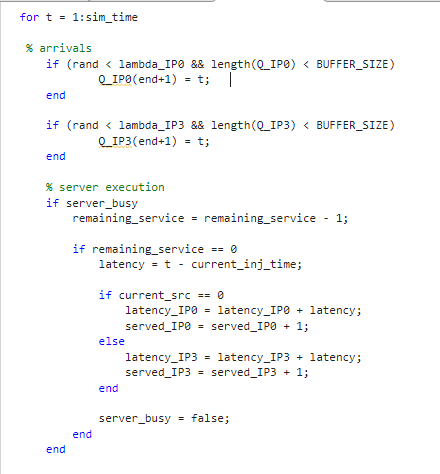 for t = 1:sim_time
% arrivals
if (rand < lambda_IP0 && length(Q_IP0) < BUFFER_SIZE)
Q_IP0(end+1) = t;
end
if (rand < lambda_IP3 && length(Q_IP3) < BUFFER_SIZE)
Q_IP3(end+1) = t;
end
% server execution
if server_busy
remaining_service = remaining_service - 1;
if remaining_service == 0
latency = t - current_inj_time;
if current_src == 0
latency_IP0 = latency_IP0 + latency;
served_IP0 = served_IP0 + 1;
else
latency_IP3 = latency_IP3 + latency;
served_IP3 = served_IP3 + 1;
end
server_busy = false;
end
end